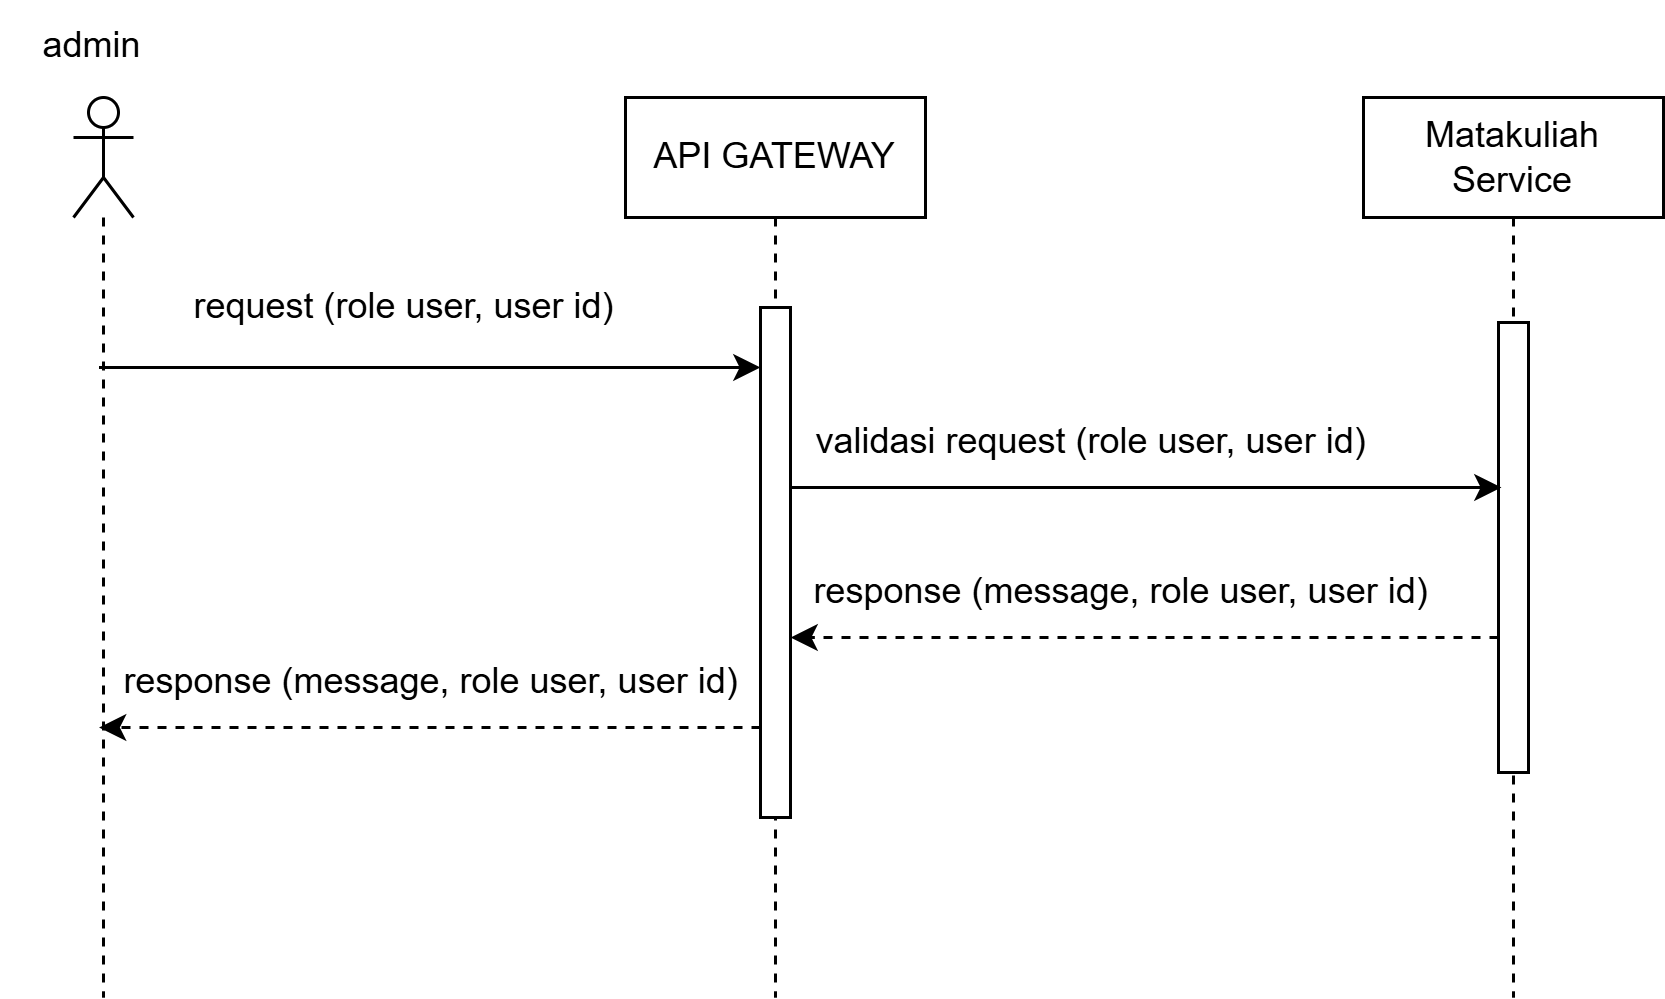 admin
API GATEWAY
Matakuliah
Service
request (role user, user id)
validasi request (role user, user id)
response (message, role user, user id)
response (message, role user, user id)